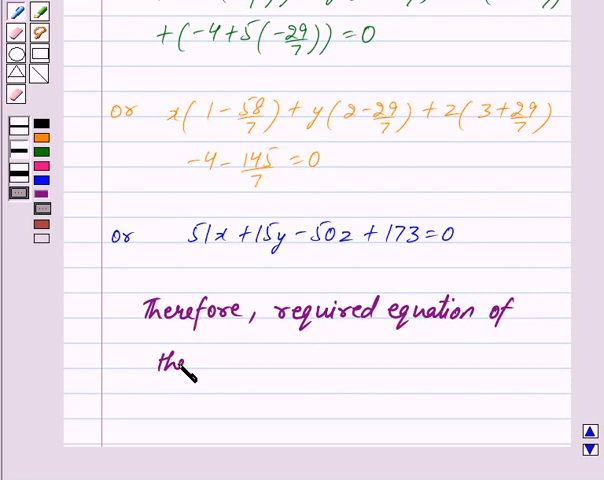 +(-4+5(-29/7))=0
or x(1-58/7)+y(2-29/7)+z(3+29/7)
-4-145/7=0
or 51x+15y-50z+173=0
Therefore, required equation of
the